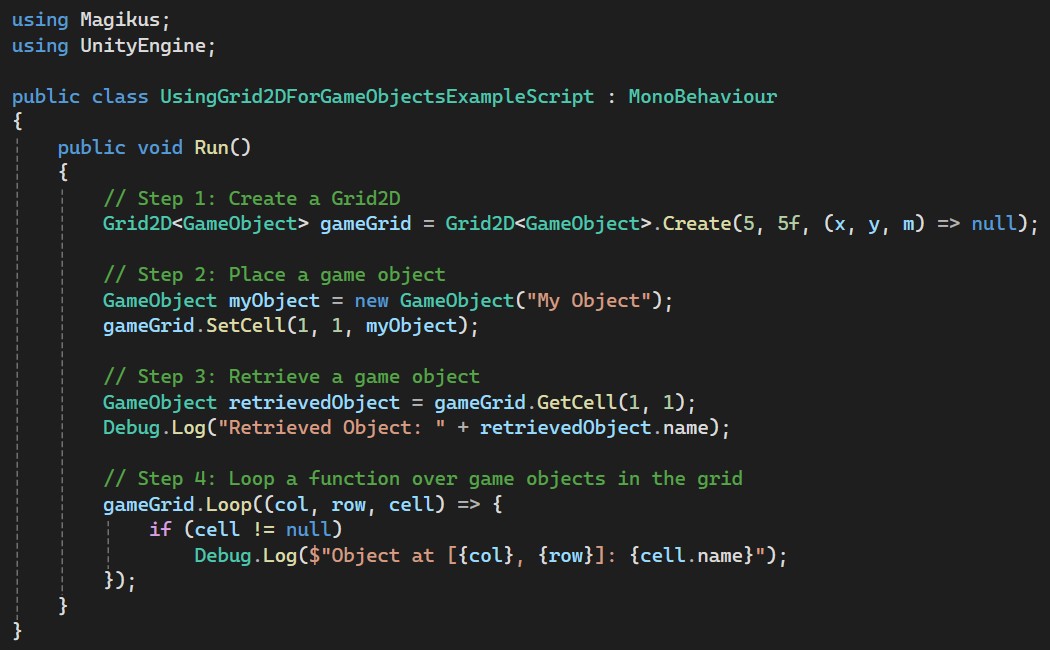 using Magikus;
using UnityEngine;
public class UsingGrid2DForGameObjectsExampleScript : MonoBehaviour
{
public void Run()
{
// Step 1: Create a Grid2D
Grid2D<GameObject> gameGrid = Grid2D<GameObject>.Create(5, 5f, (x, y, m) => null);
// Step 2: Place a game object
GameObject myObject = new GameObject("My Object");
gameGrid.SetCell(1, 1, myObject);
// Step 3: Retrieve a game object
GameObject retrievedObject = gameGrid.GetCell(1, 1);
Debug.Log("Retrieved Object: " + retrievedObject.name);
// Step 4: Loop a function over game objects in the grid
gameGrid.Loop((col, row, cell) => {
if (cell != null)
Debug.Log($"Object at [{col}, {row}]: {cell.name}");
});
}
}